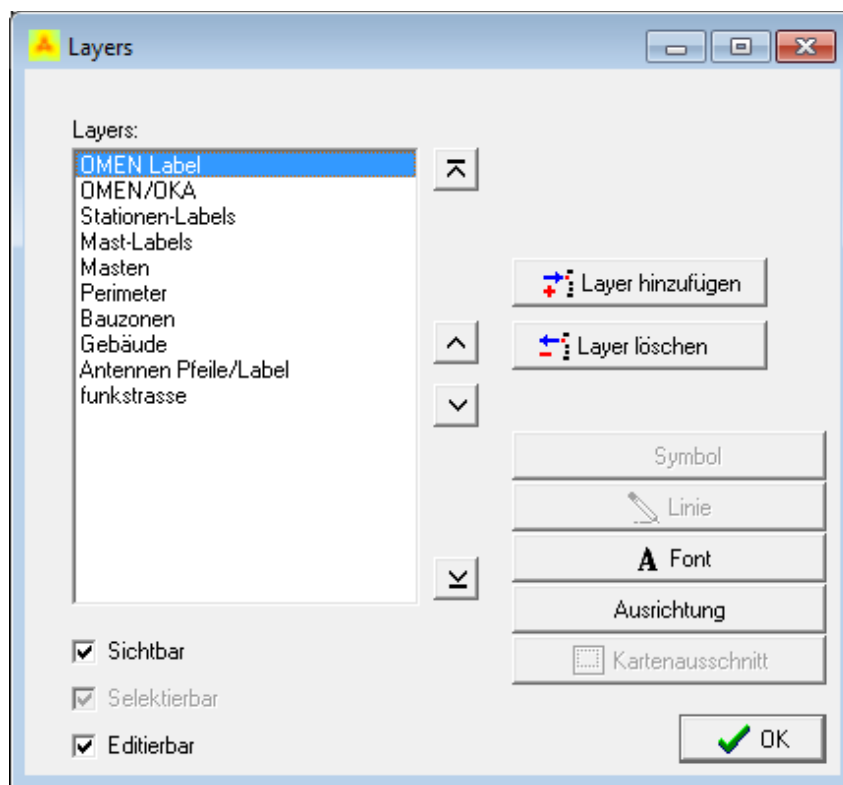 Layers
Layers:
OMEN Label
OMEN/OKA
Stationen-Labels
Mast-Labels
Masten
Perimeter
Bauzonen
Gebäude
Antennen Pfeile/Label
funkstrasse
Layer hinzufügen
Layer löschen
Symbol
Linie
A Font
Ausrichtung
Kartenausschnitt
Sichtbar
Selektierbar
Editierbar
OK